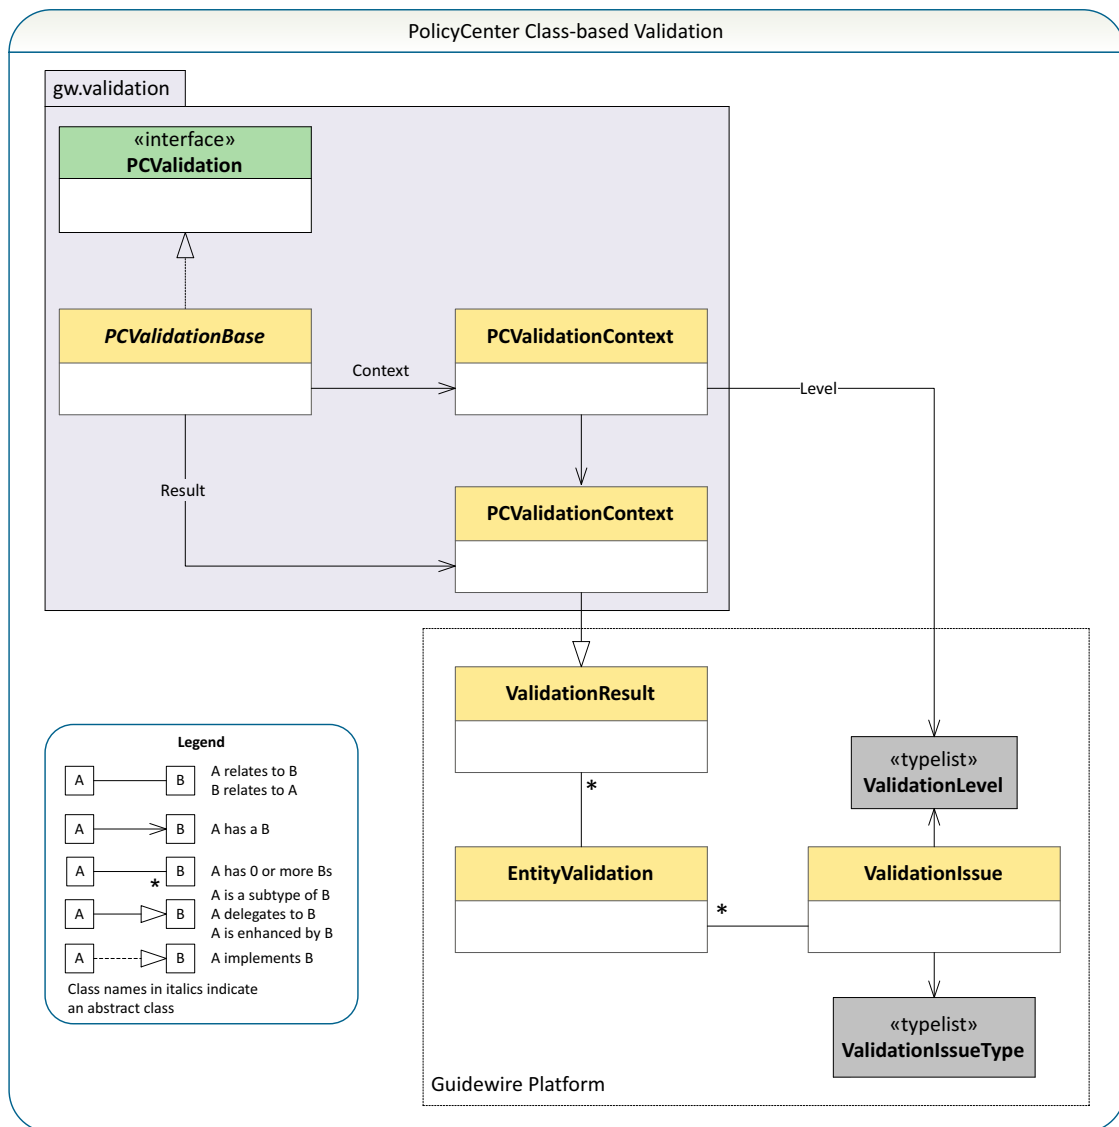 PolicyCenter Class-based Validation
gw.validation
«interface»
PCValidation
PCValidationBase
Context
PCValidationContext
Level
Result
PCValidationContext
ValidationResult
*
«typelist»
ValidationLevel
EntityValidation
*
ValidationIssue
«typelist»
ValidationIssueType
Guidewire Platform
Legend
A B A relates to B
B relates to A
A B A has a B
A * B A has 0 or more Bs
A is a subtype of B
A B A delegates to B
A is enhanced by B
A B A implements B
Class names in italics indicate
an abstract class